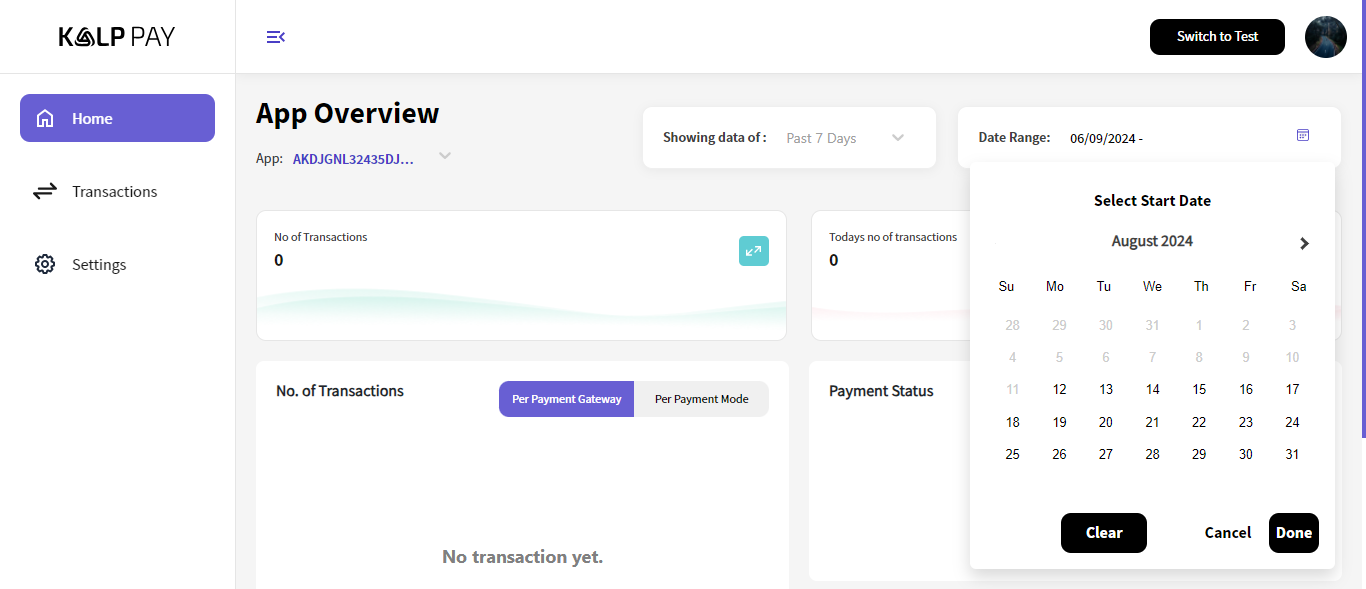 KALP PAY
Switch to Test
Home
Transactions
Settings
App Overview
App: AKDJGNL32435DJ...
Showing data of : Past 7 Days
Date Range: 06/09/2024 -
No of Transactions
0
Todays no of transactions
0
No. of Transactions
Per Payment Gateway Per Payment Mode
No transaction yet.
Payment Status
Select Start Date
August 2024
Su Mo Tu We Th Fr Sa
28 29 30 31 1 2 3
4 5 6 7 8 9 10
11 12 13 14 15 16 17
18 19 20 21 22 23 24
25 26 27 28 29 30 31
Clear Cancel Done